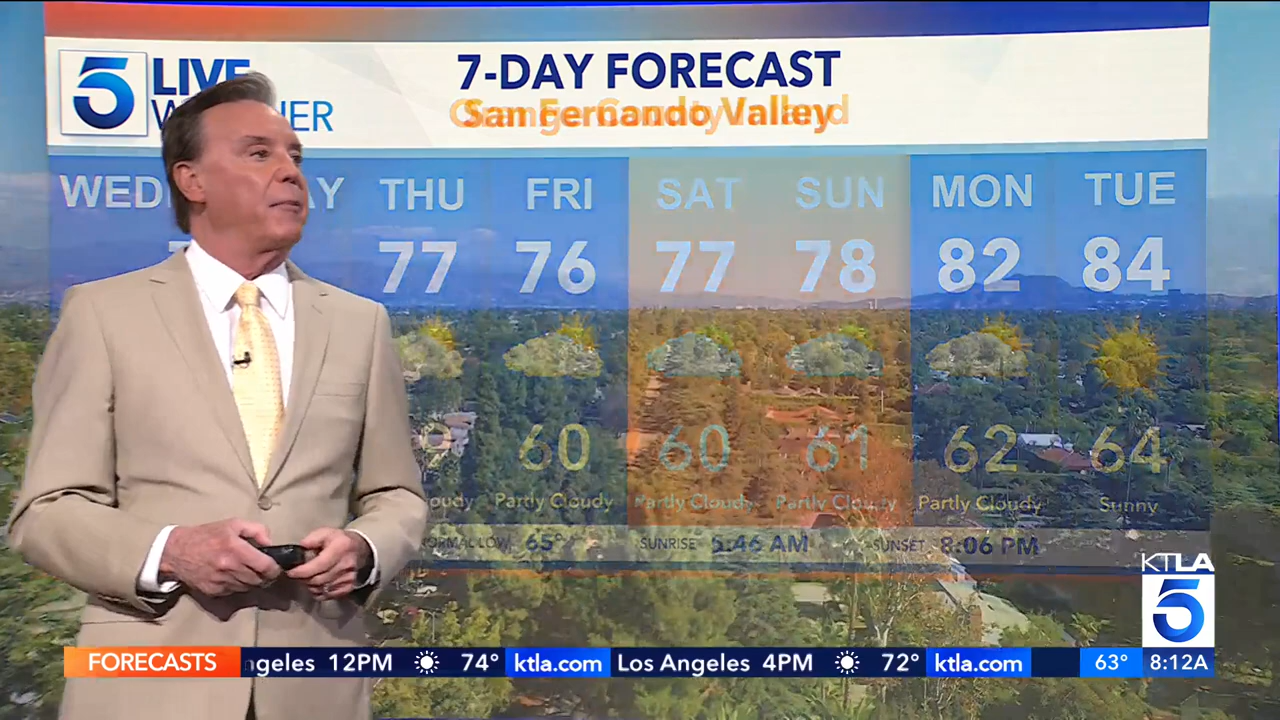 5 LIVE
7-DAY FORECAST
San Fernando Valley
THU FRI SAT SUN MON TUE
77 76 77 78 82 84
60 60 61 62 64
Partly Cloudy Partly Cloudy Partly Cloudy Partly Cloudy Sunny
65° SUNRISE 5:46 AM SUNSET 8:06 PM
KTLA
5
FORECASTS ngeles 12PM 74° ktla.com Los Angeles 4PM 72° ktla.com 63° 8:12A